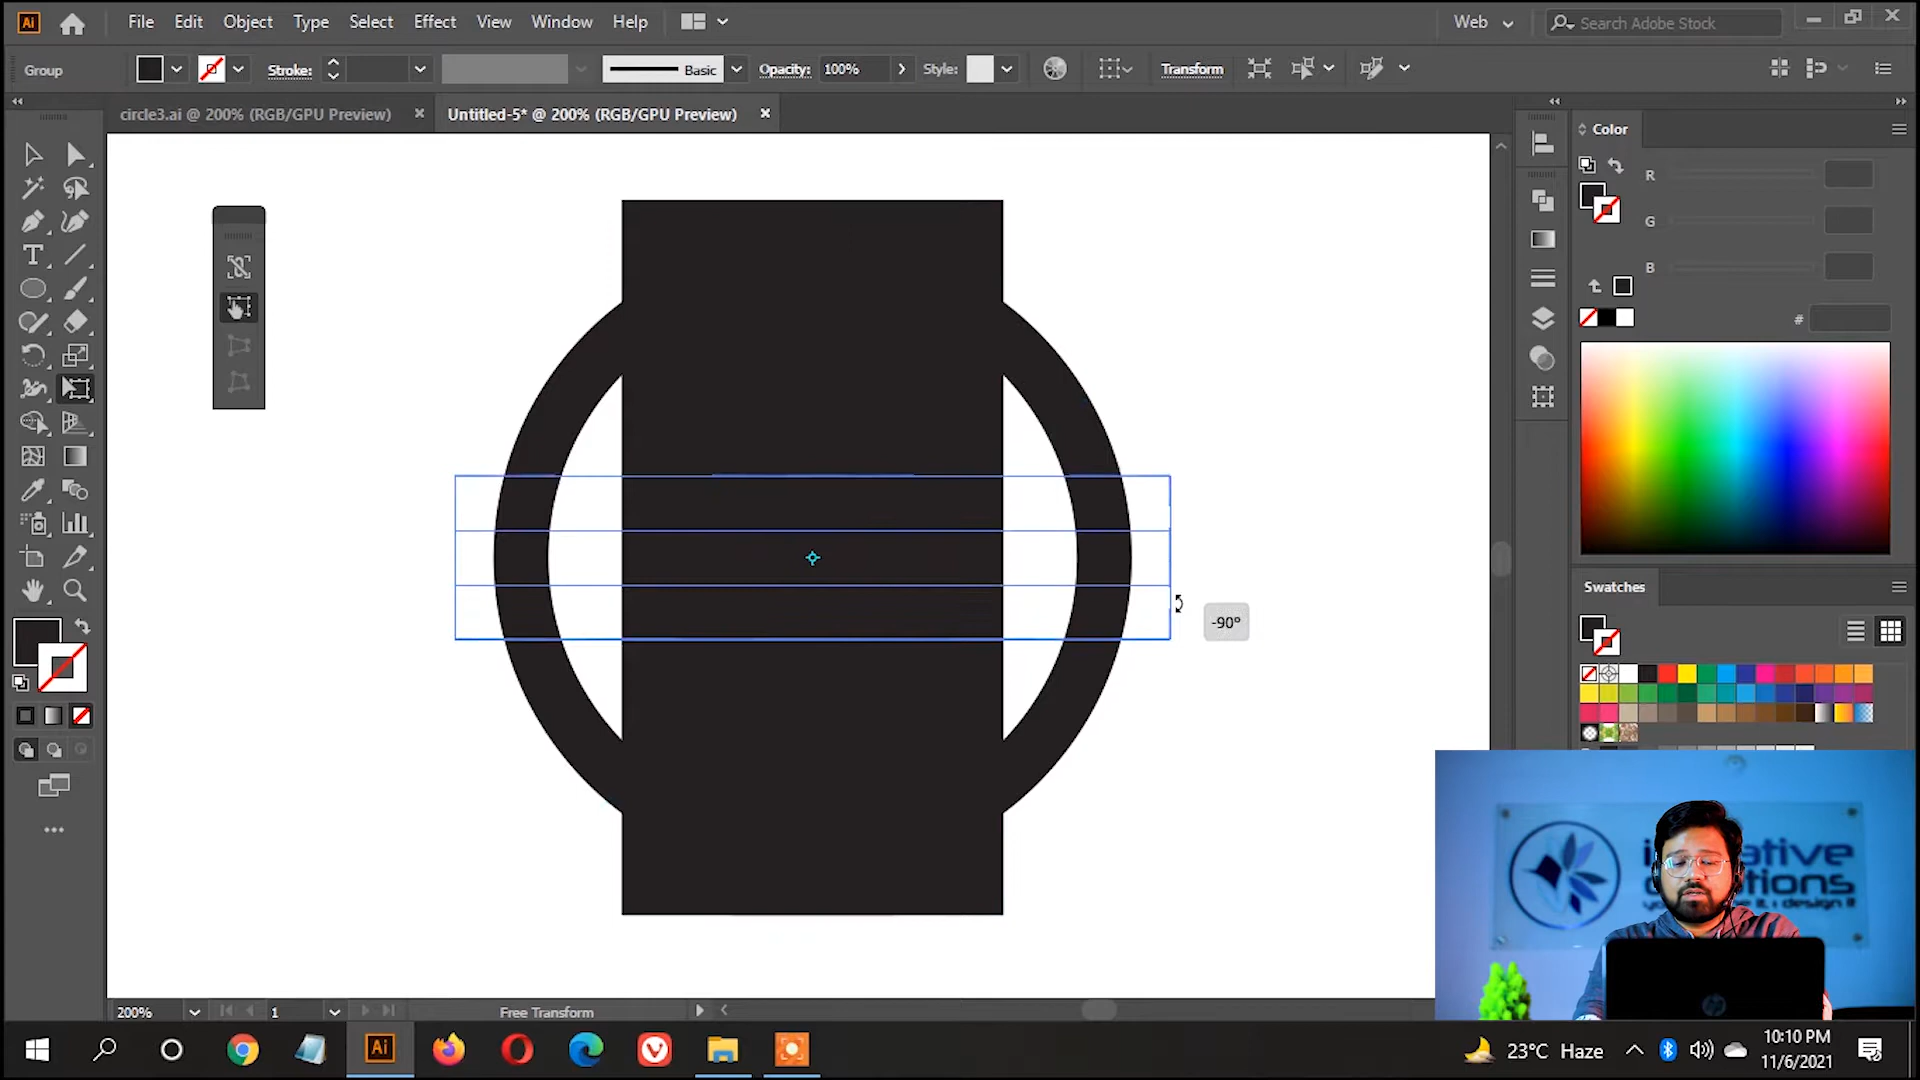 Ai File Edit Object Type Select Effect View Window Help Web Search Adobe Stock
Group Stroke: Basic Opacity: 100% Style: Transform
circle3.ai @ 200% (RGB/GPU Preview) Untitled-5* @ 200% (RGB/GPU Preview)
Color
R
G
B
#
-90°
Swatches
200% 1 Free Transform
Ai 23°C Haze 10:10 PM
11/6/2021